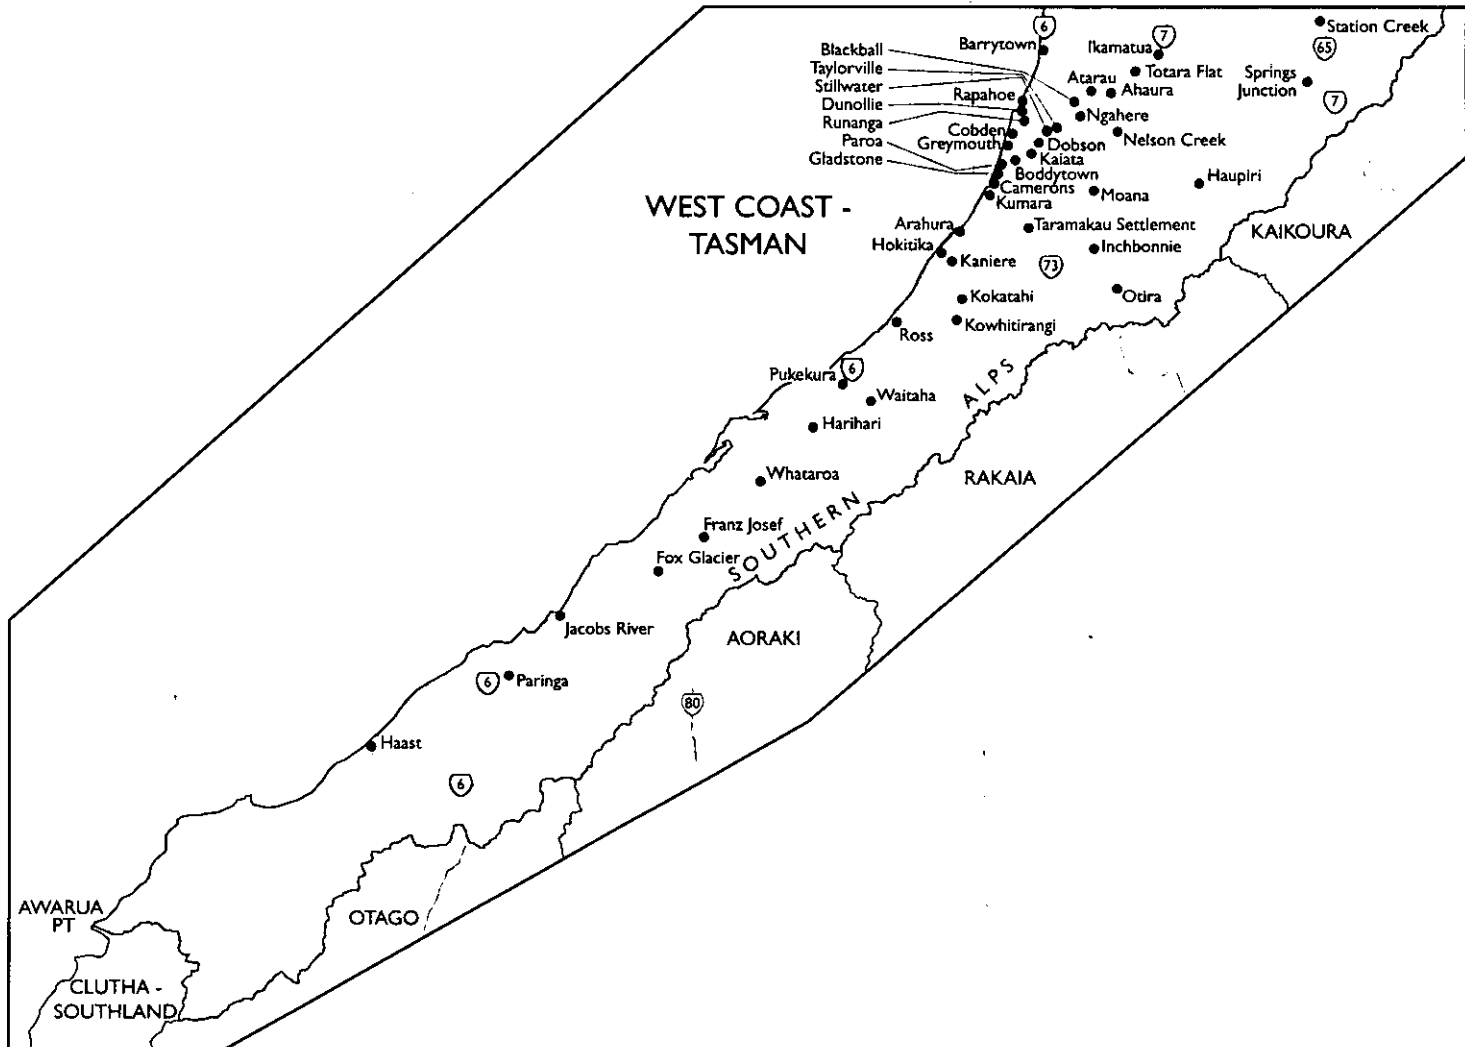 6
Station Creek
Barrytown
Ikamatua
7
65
Blackball
Taylorville
Stillwater
Dunollie
Runanga
Paroa
Gladstone
Totara Flat
Atarau
Ahaura
Springs
Junction
7
Rapahoe
Ngahere
Cobden
Greymouth
Dobson
Nelson Creek
Kaiata
Boddytown
Camerons
Kumara
Moana
Haupiri
WEST COAST -
TASMAN
Arahura
Taramakau Settlement
KAIKOURA
Hokitika
Kaniere
Inchbonnie
73
Kokatahi
Otira
Ross
Kowhitirangi
Pukekura
6
Waitaha
Harihari
SOUTHERN ALPS
Whataroa
RAKAIA
Franz Josef
Fox Glacier
Jacobs River
AORAKI
6
Paringa
80
Haast
6
AWARUA
PT
OTAGO
CLUTHA -
SOUTHLAND